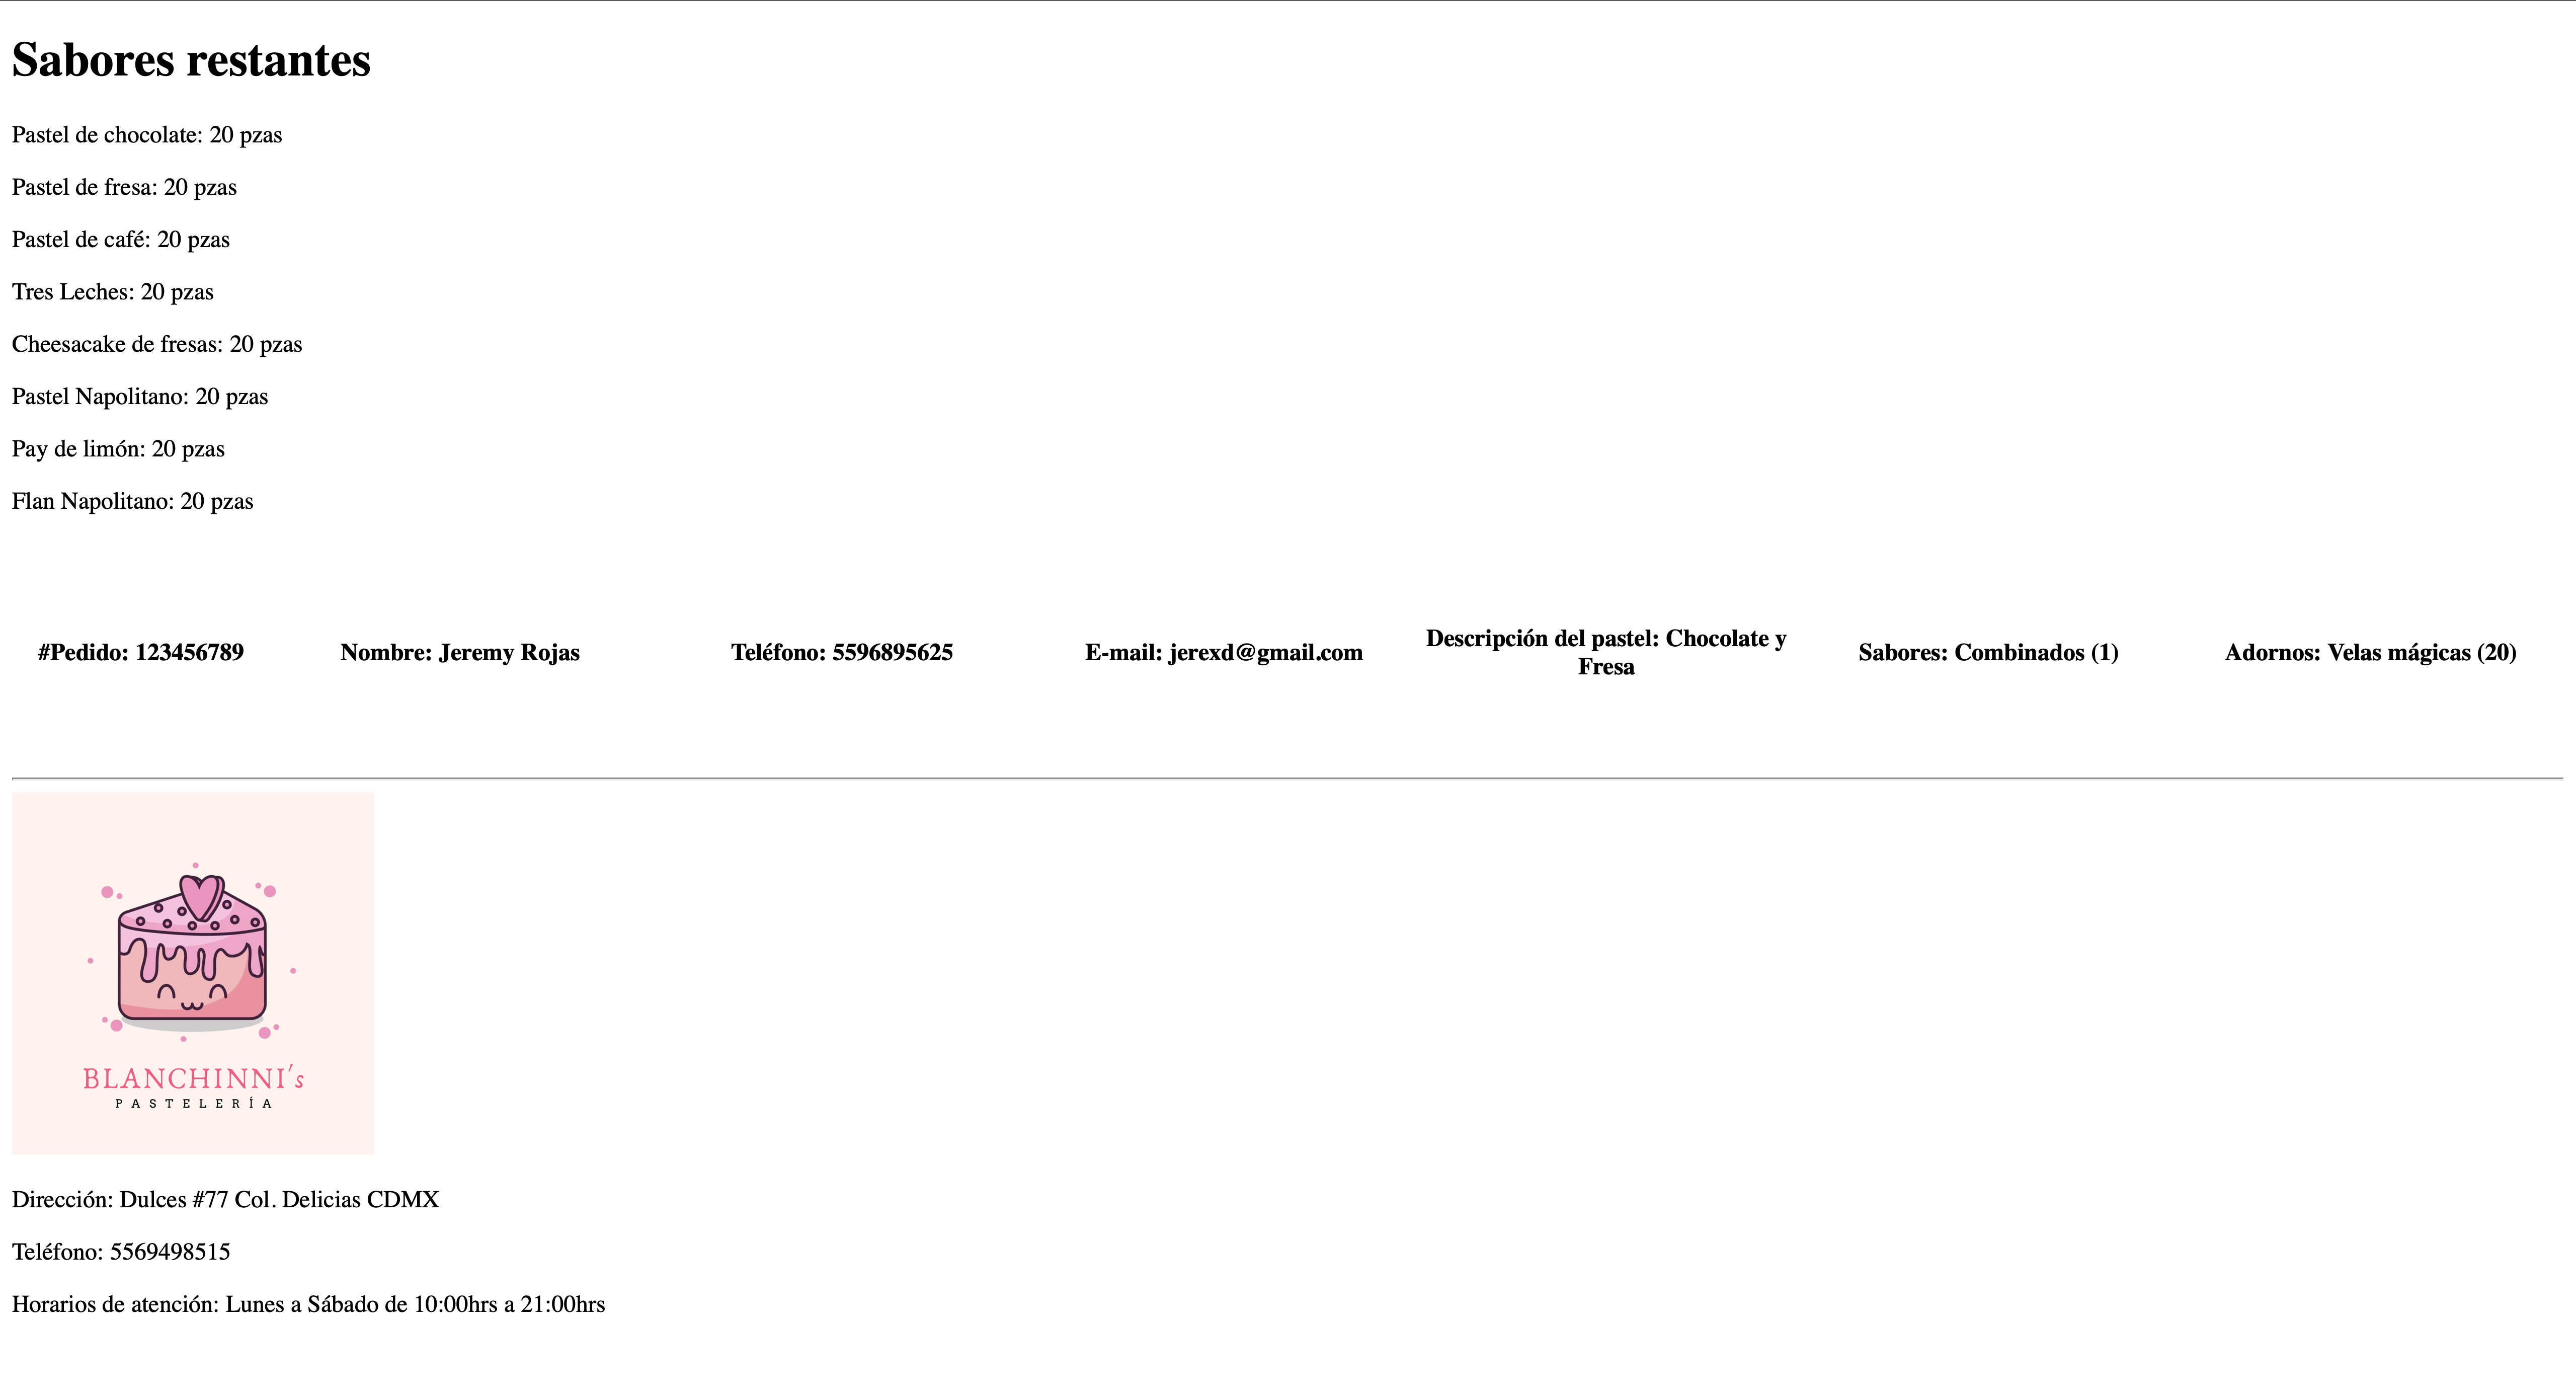 Sabores restantes
Pastel de chocolate: 20 pzas
Pastel de fresa: 20 pzas
Pastel de café: 20 pzas
Tres Leches: 20 pzas
Cheesacake de fresas: 20 pzas
Pastel Napolitano: 20 pzas
Pay de limón: 20 pzas
Flan Napolitano: 20 pzas
#Pedido: 123456789
Nombre: Jeremy Rojas
Teléfono: 5596895625
E-mail: jerexd@gmail.com
Descripción del pastel: Chocolate y
Fresa
Sabores: Combinados (1)
Adornos: Velas mágicas (20)
BLANCHINNI's
PASTELERÍA
Dirección: Dulces #77 Col. Delicias CDMX
Teléfono: 5569498515
Horarios de atención: Lunes a Sábado de 10:00hrs a 21:00hrs